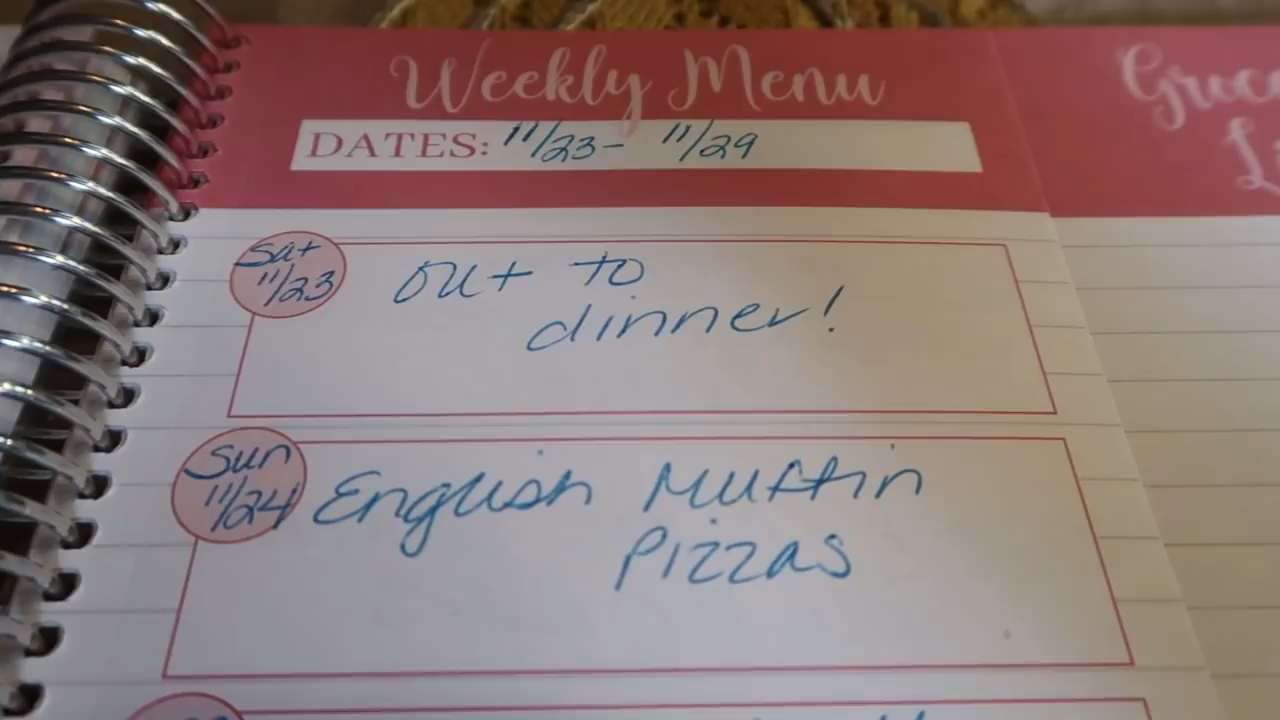 Weekly Menu
DATES: 11/23 - 11/29
Sat
11/23
Out to
dinner!
Sun
11/24
English Muffin
Pizzas